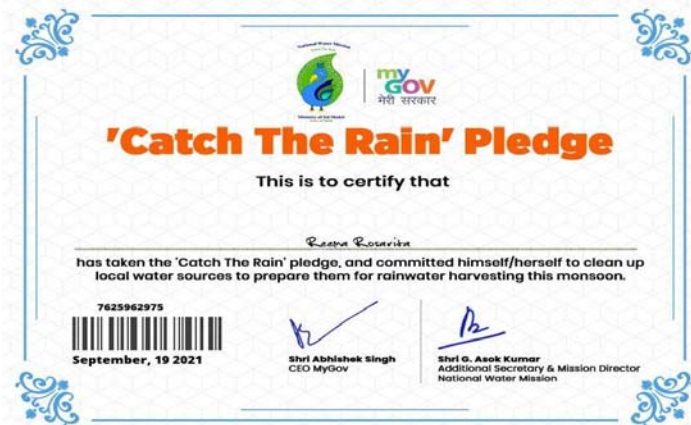 National Water Mission
my
GOV
मेरी सरकार
Ministry of Jal Shakti
'Catch The Rain' Pledge
This is to certify that
Reema Rosarita
has taken the 'Catch The Rain' pledge, and committed himself/herself to clean up
local water sources to prepare them for rainwater harvesting this monsoon.
7625962975
September, 19 2021
Shri Abhishek Singh
CEO MyGov
Shri G. Asok Kumar
Additional Secretary & Mission Director
National Water Mission